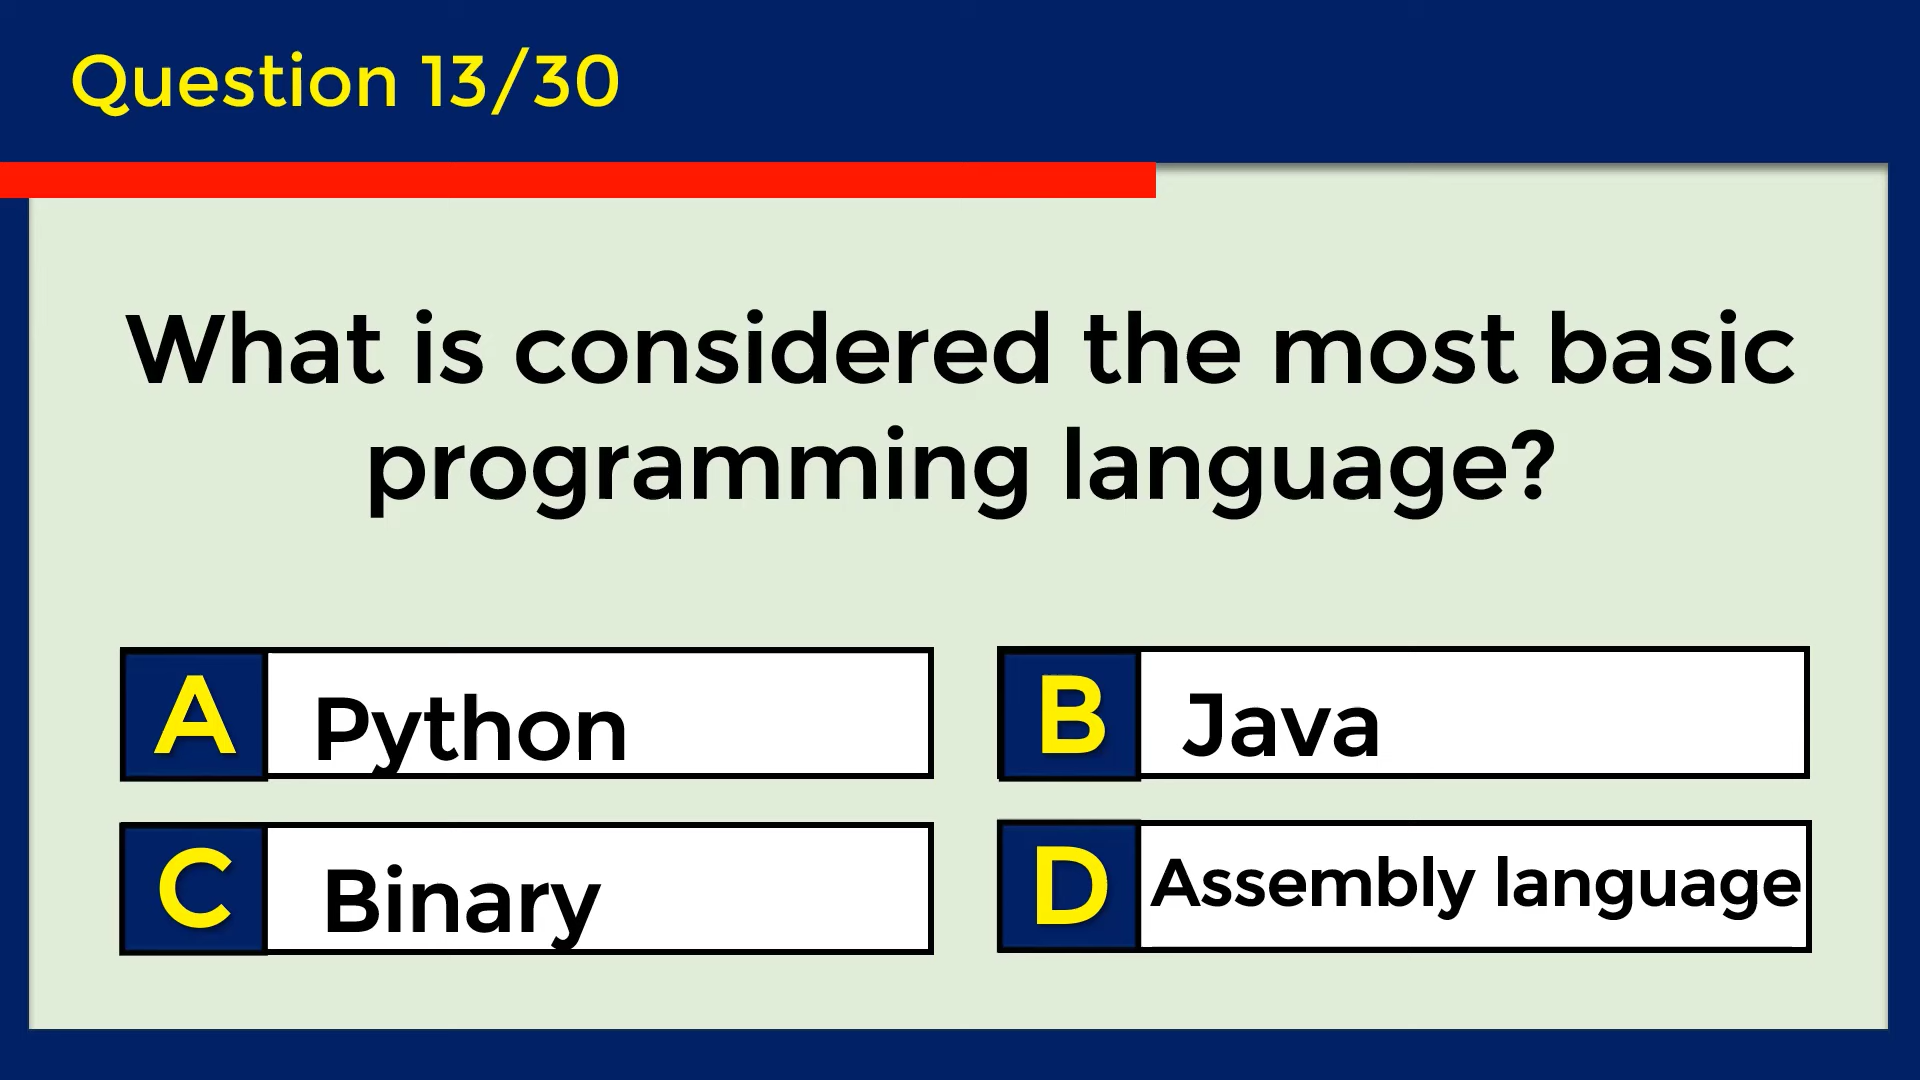 Question 13/30
What is considered the most basic
programming language?
A Python
B Java
C Binary
D Assembly language